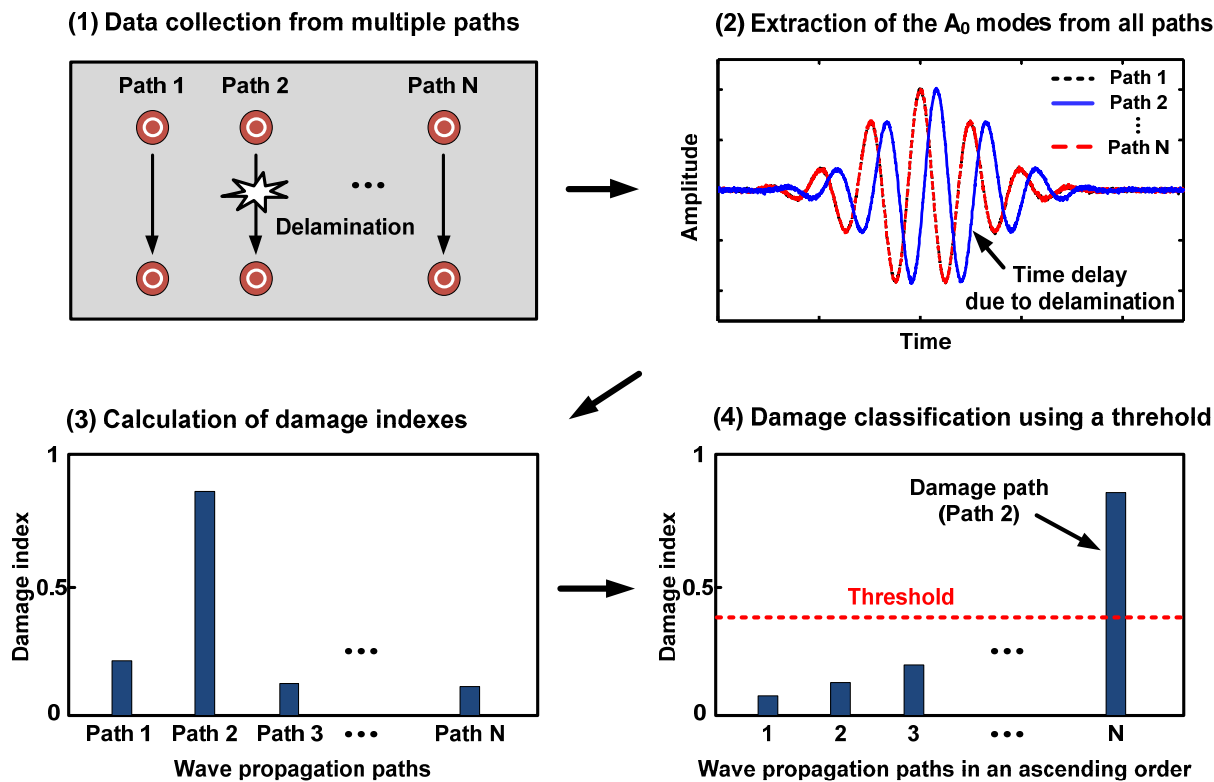 (1) Data collection from multiple paths
Path 1 Path 2 Path N
Delamination
(2) Extraction of the A₀ modes from all paths
Path 1
Path 2
Path N
Amplitude
Time delay
due to delamination
Time
(3) Calculation of damage indexes
1
0.5
0
Damage index
Path 1 Path 2 Path 3 Path N
Wave propagation paths
(4) Damage classification using a threhold
1
0.5
0
Damage index
Damage path
(Path 2)
Threshold
1 2 3 N
Wave propagation paths in an ascending order